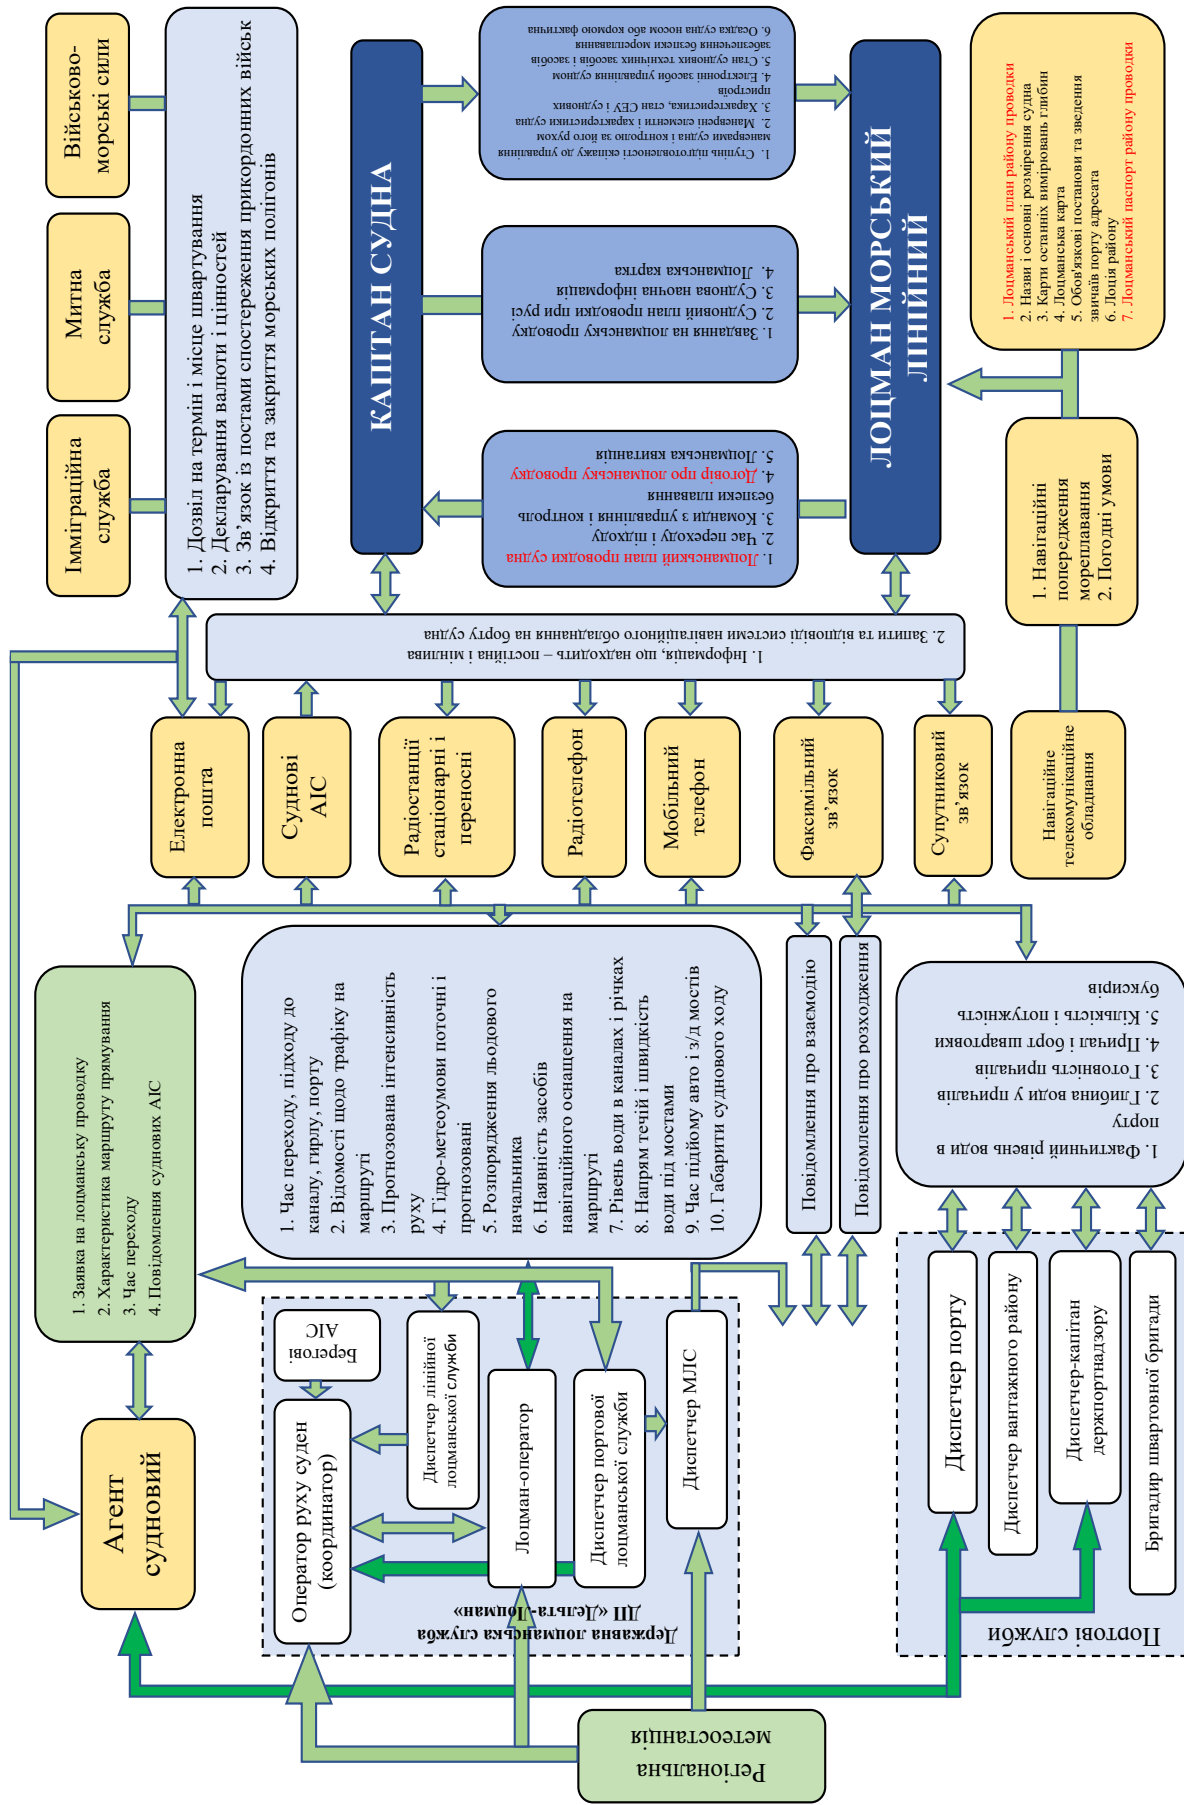 Імміграційна
служба
Митна
служба
Військово-
морські сили
1. Дозвіл на термін і місце швартування
2. Декларування валюти і цінностей
3. Зв’язок із постами спостереження прикордонних військ
4. Відкриття та закриття морських полігонів
КАПІТАН СУДНА
1. Лоцманський план проводки судна
2. Час переходу і підходу
3. Команди з управління і контроль
безпеки плавання
4. Договір про лоцманську проводку
5. Лоцманська квитанція
1. Завдання на лоцманську проводку
2. Судновий план проводки при русі
3. Суднова наочна інформація
4. Лоцманська картка
1. Ступінь підготовленості екіпажу до управління
маневрами судна і контролю за його рухом
2. Маневрені елементи і характеристики судна
3. Характеристика, стан СЕУ і суднових
пристроїв
4. Електронні засоби управління судном
5. Стан суднових технічних засобів і засобів
забезпечення безпеки мореплавання
6. Осадка судна носом або кормою фактична
ЛОЦМАН МОРСЬКИЙ
ЛІНІЙНИЙ
1. Навігаційні
попередження
мореплавання
2. Погодні умови
1. Лоцманський план району проводки
2. Назви і основні розмірення судна
3. Карти останніх вимірювань глибин
4. Лоцманська карта
5. Обов'язкові постанови та зведення
звичаїв порту адресата
6. Лоція району
7. Лоцманський паспорт району проводки
1. Інформація, що надходить – постійна і мінлива
2. Запити та відповіді системи навігаційного обладнання на борту судна
Електронна
пошта
Суднові
АІС
Радіостанції
стаціонарні і
переносні
Радіотелефон
Мобільний
телефон
Факсимільний
зв’язок
Супутниковий
зв’язок
Навігаційне
телекомунікаційне
обладнання
Агент
судновий
1. Заявка на лоцманську проводку
2. Характеристика маршруту прямування
3. Час переходу
4. Повідомлення суднових АІС
1. Час переходу, підходу до
каналу, гирлу, порту
2. Відомості щодо трафіку на
маршруті
3. Прогнозована інтенсивність
руху
4. Гідро-метеоумови поточні і
прогнозовані
5. Розпорядження льодового
начальника
6. Наявність засобів
навігаційного оснащення на
маршруті
7. Рівень води в каналах і річках
8. Напрям течій і швидкість
води під мостами
9. Час підйому авто і з/д мостів
10. Габарити суднового ходу
Повідомлення про взаємодію
Повідомлення про розходження
1. Фактичний рівень води в
порту
2. Глибина води у причалів
3. Готовність причалів
4. Причал і борт швартовки
5. Кількість і потужність
буксирів
Берегові
АІС
Оператор руху суден
(координатор)
Диспетчер лінійної
лоцманської служби
Лоцман-оператор
Диспетчер портової
лоцманської служби
Диспетчер МЛС
Державна лоцманська служба
ДП «Дельта-Лоцман»
Диспетчер порту
Диспетчер вантажного району
Диспетчер-капітан
держпортнадзору
Бригадир швартовної бригади
Портові служби
Регіональна
метеостанція